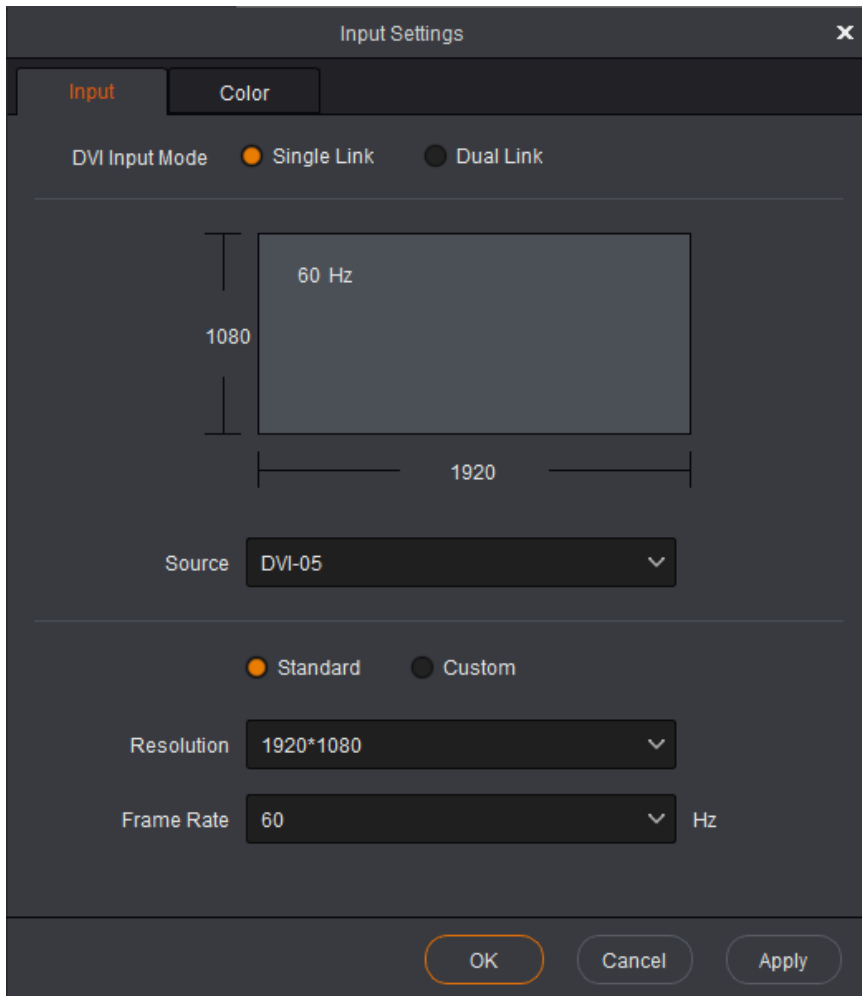 Input Settings
Input Color
DVI Input Mode Single Link Dual Link
60 Hz
1080
1920
Source DVI-05
Standard Custom
Resolution 1920*1080
Frame Rate 60 Hz
OK Cancel Apply